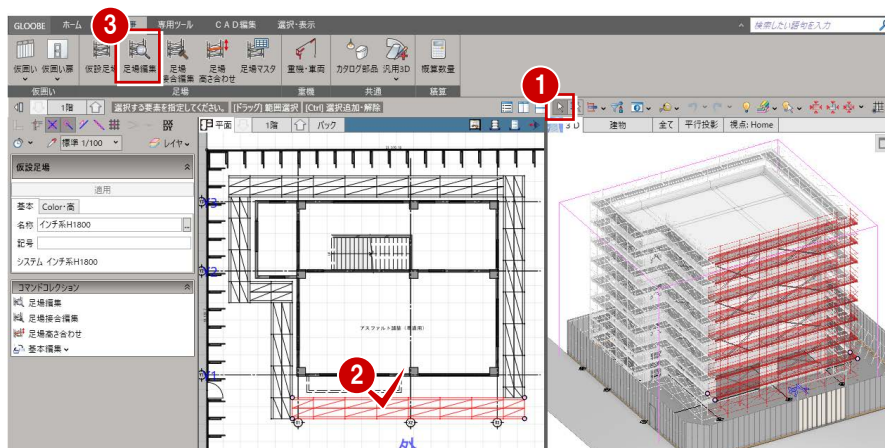 GLOOBE ホーム 専用ツール CAD編集 選択・表示 検索したい語句を入力
3
仮囲い 仮囲い扉 仮設足場 足場編集 足場接合編集 足場高さ合わせ 足場マスタ 重機・車両 カタログ部品 汎用3D 概算数量
仮囲い 足場 重機 共通 積算
1
1階 選択する要素を指定してください。 [ドラッグ] 範囲選択 [Ctrl] 選択追加・解除
平面 1階 バック 3D 建物 全て 平行投影 視点: Home
標準 1/100 レイヤ
仮設足場
適用
基本 Color・高
名称 インチ系H1800
記号
システム インチ系H1800
コマンドコレクション
足場編集
足場接合編集
足場高さ合わせ
基本編集
Y3
Y2
アスファルト舗装（車道用）
Y1
2
X1 X2 X3
外